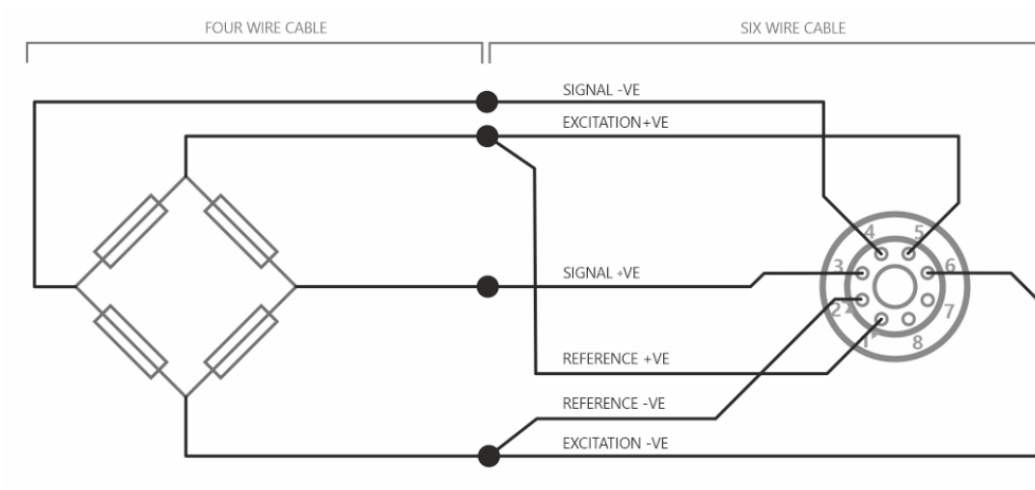 FOUR WIRE CABLE
SIX WIRE CABLE
SIGNAL -VE
EXCITATION+VE
4 5
3 SIGNAL +VE 6
2 7
1 8
REFERENCE +VE
REFERENCE -VE
EXCITATION -VE